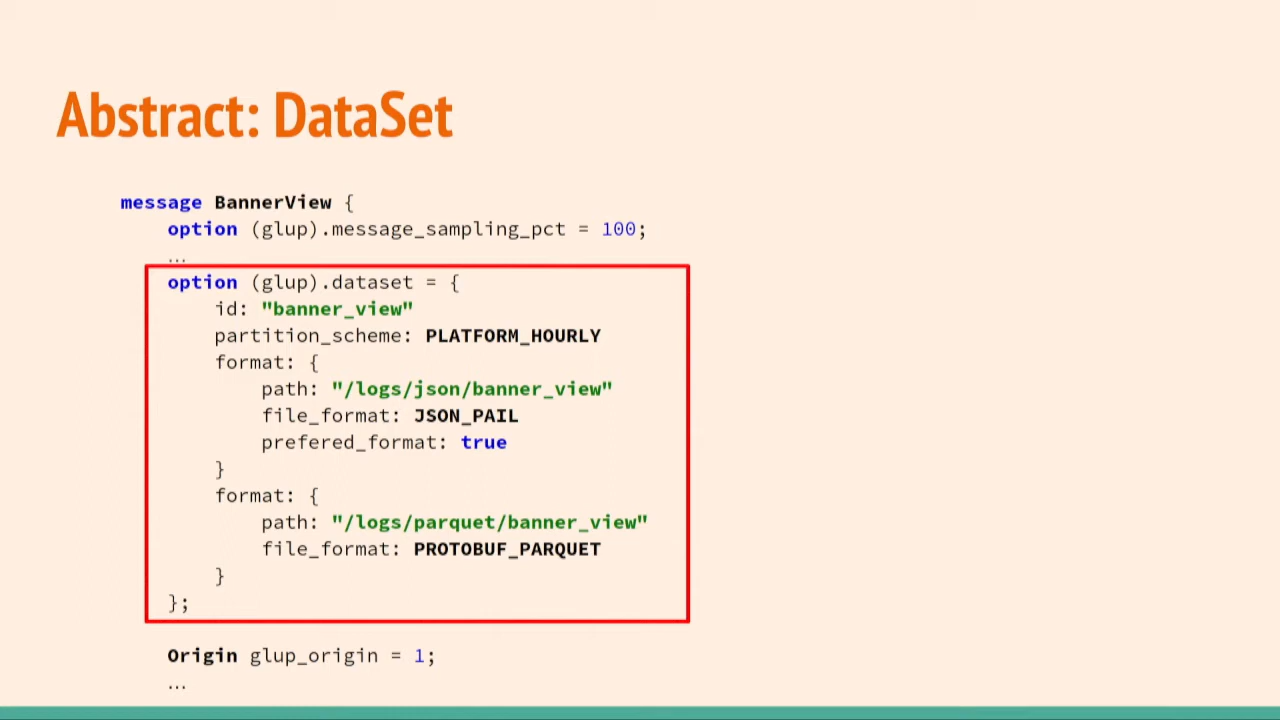 Abstract: DataSet
message BannerView {
option (glup).message_sampling_pct = 100;
...
option (glup).dataset = {
id: "banner_view"
partition_scheme: PLATFORM_HOURLY
format: {
path: "/logs/json/banner_view"
file_format: JSON_PAIL
prefered_format: true
}
format: {
path: "/logs/parquet/banner_view"
file_format: PROTOBUF_PARQUET
}
};
Origin glup_origin = 1;
...